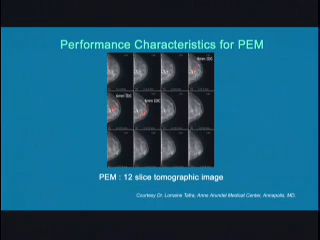 Performance Characteristics for PEM
PEM : 12 slice tomographic image
Courtesy Dr. Lorraine Tafra, Anne Arundel Medical Center, Annapolis, MD.